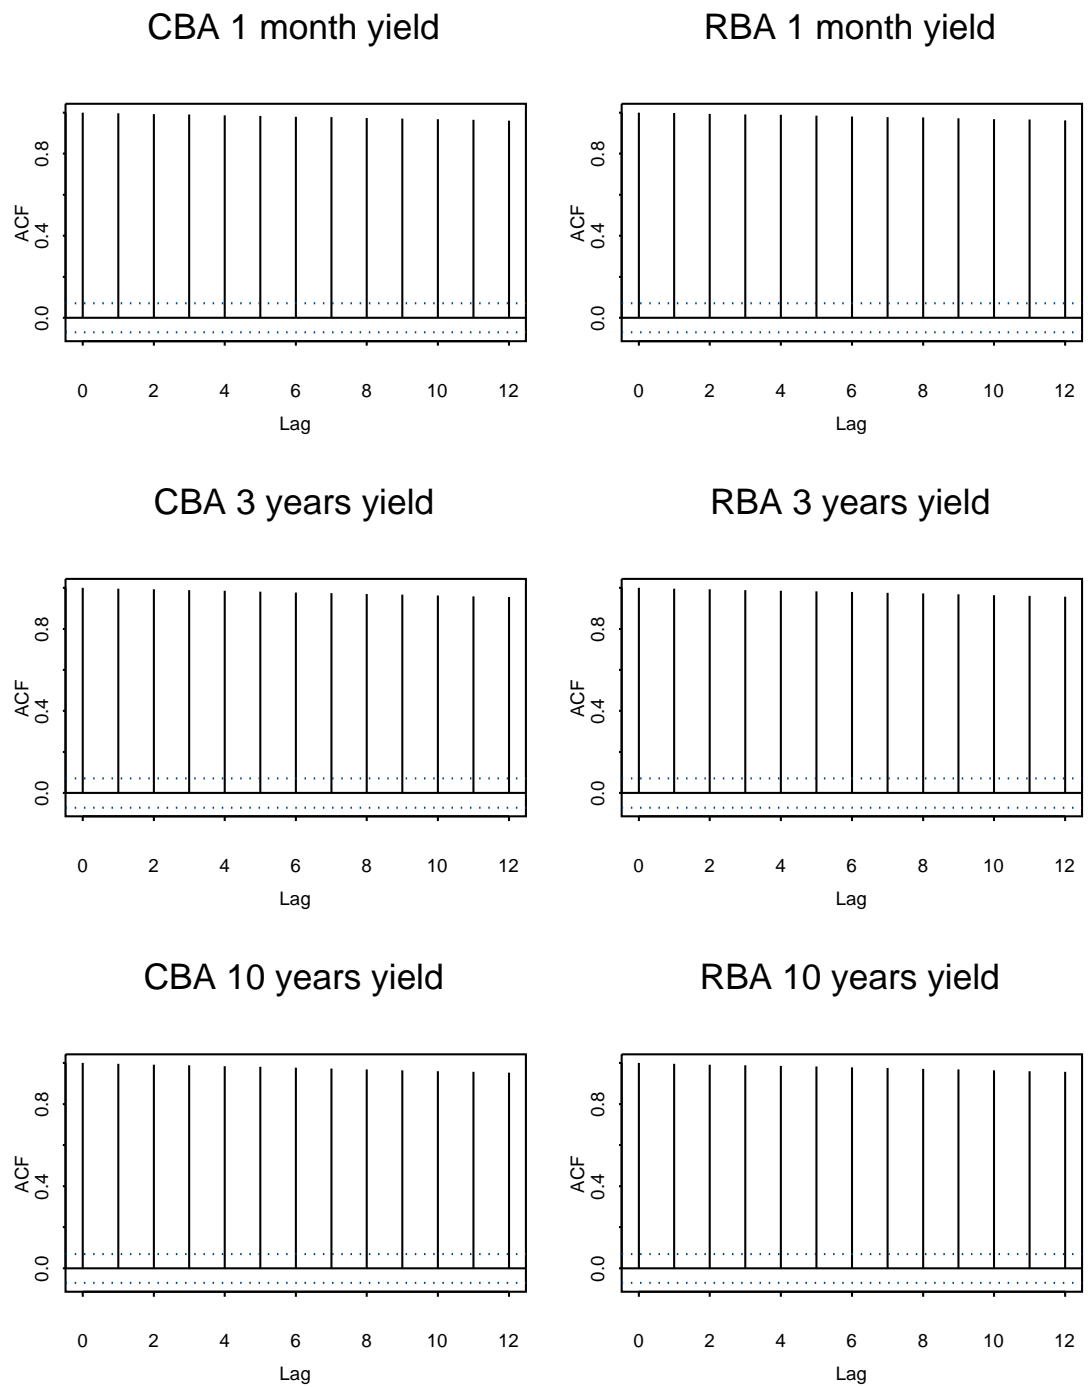 CBA 1 month yield
ACF
0.0 0.4 0.8
0 2 4 6 8 10 12
Lag
RBA 1 month yield
ACF
0.0 0.4 0.8
0 2 4 6 8 10 12
Lag
CBA 3 years yield
ACF
0.0 0.4 0.8
0 2 4 6 8 10 12
Lag
RBA 3 years yield
ACF
0.0 0.4 0.8
0 2 4 6 8 10 12
Lag
CBA 10 years yield
ACF
0.0 0.4 0.8
0 2 4 6 8 10 12
Lag
RBA 10 years yield
ACF
0.0 0.4 0.8
0 2 4 6 8 10 12
Lag